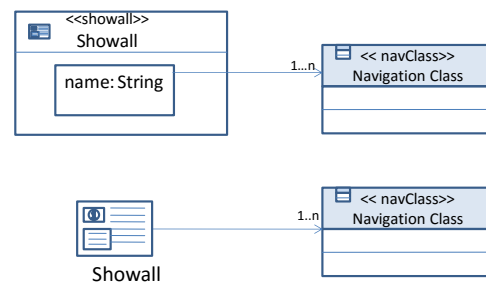 <<showall>>
Showall
name: String
1...n
<< navClass>>
Navigation Class
1..n
<< navClass>>
Navigation Class
Showall